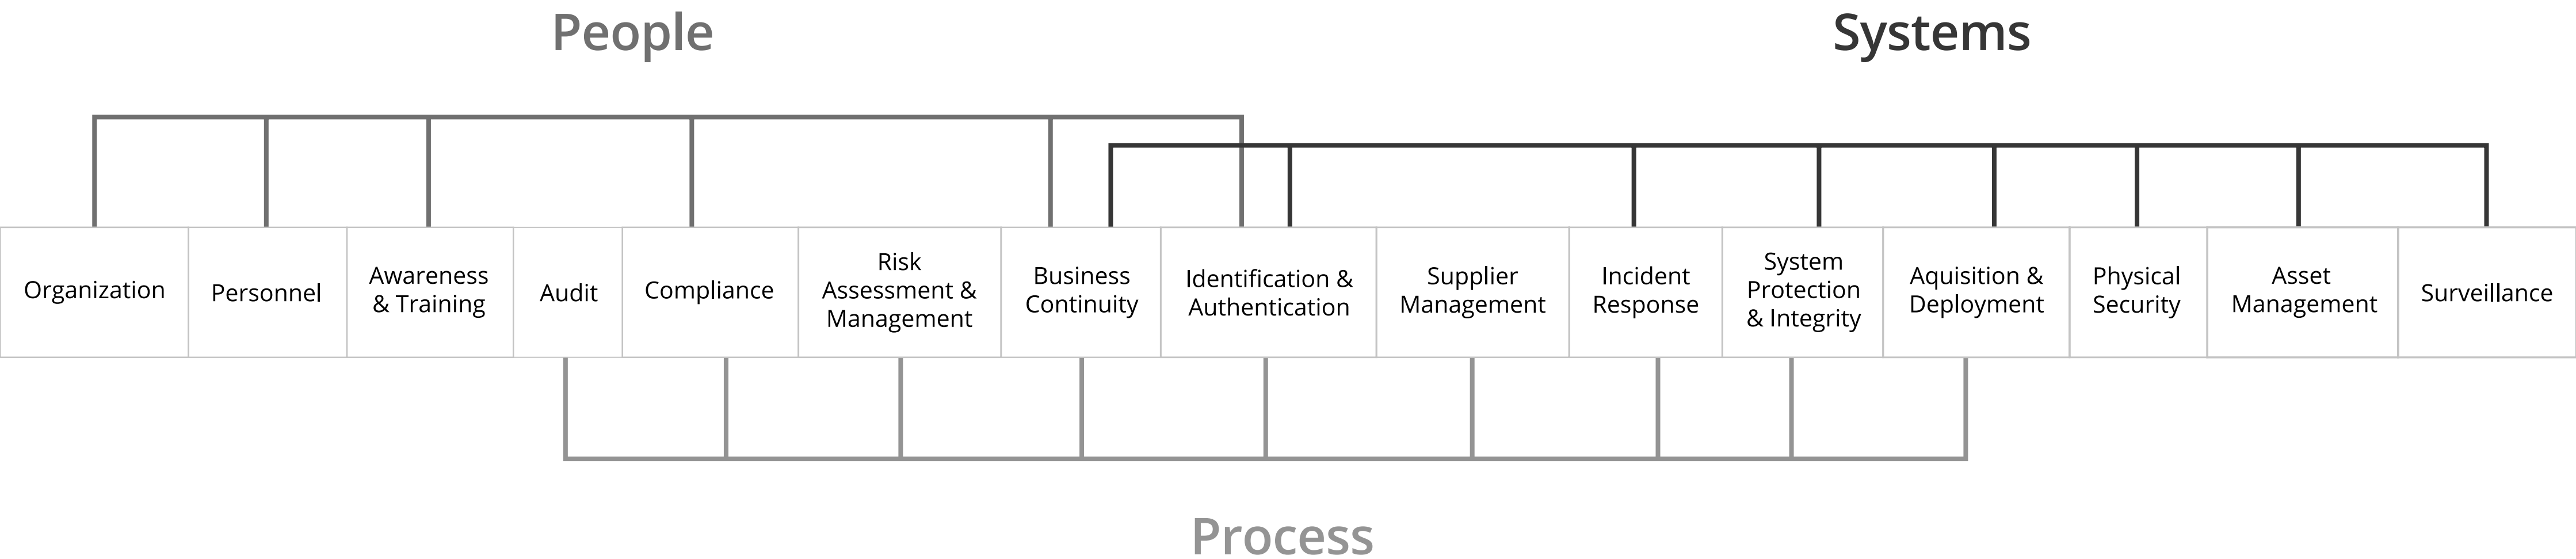 People
Systems
Organization
Personnel
Awareness
& Training
Audit
Compliance
Risk
Assessment &
Management
Business
Continuity
Identification &
Authentication
Supplier
Management
Incident
Response
System
Protection
& Integrity
Aquisition &
Deployment
Physical
Security
Asset
Management
Surveillance
Process